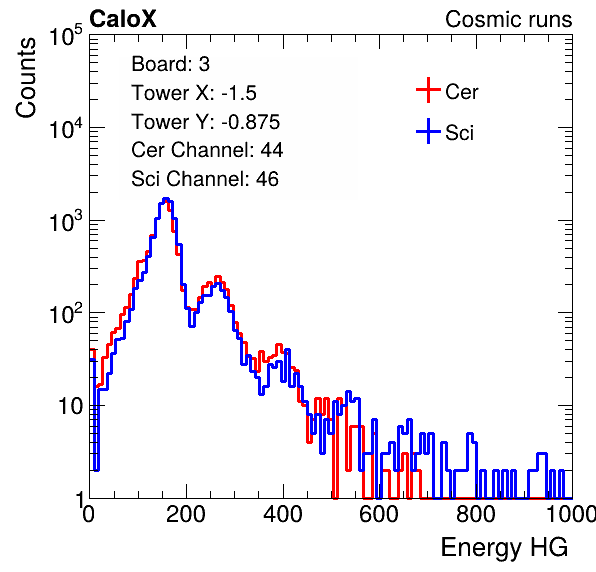 CaloX Cosmic runs
Board: 3
Tower X: -1.5
Tower Y: -0.875
Cer Channel: 44
Sci Channel: 46
Cer
Sci
Counts
10^5
10^4
10^3
10^2
10
1
0 200 400 600 800 1000
Energy HG